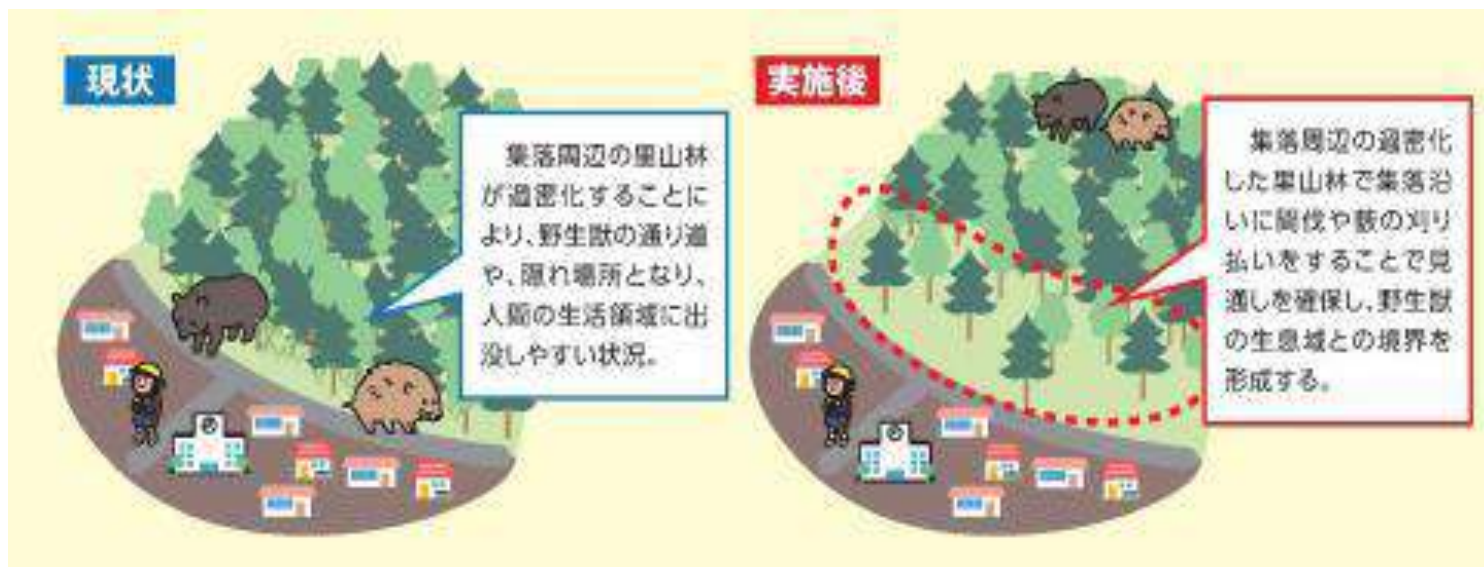 現状
集落周辺の里山林
が過密化することに
より、野生獣の通り道
や、隠れ場所となり、
人間の生活領域に出
没しやすい状況。
実施後
集落周辺の過密化
した里山林で集落沿
いに間伐や藪の刈り
払いをすることで見
通しを確保し、野生獣
の生息域との境界を
形成する。